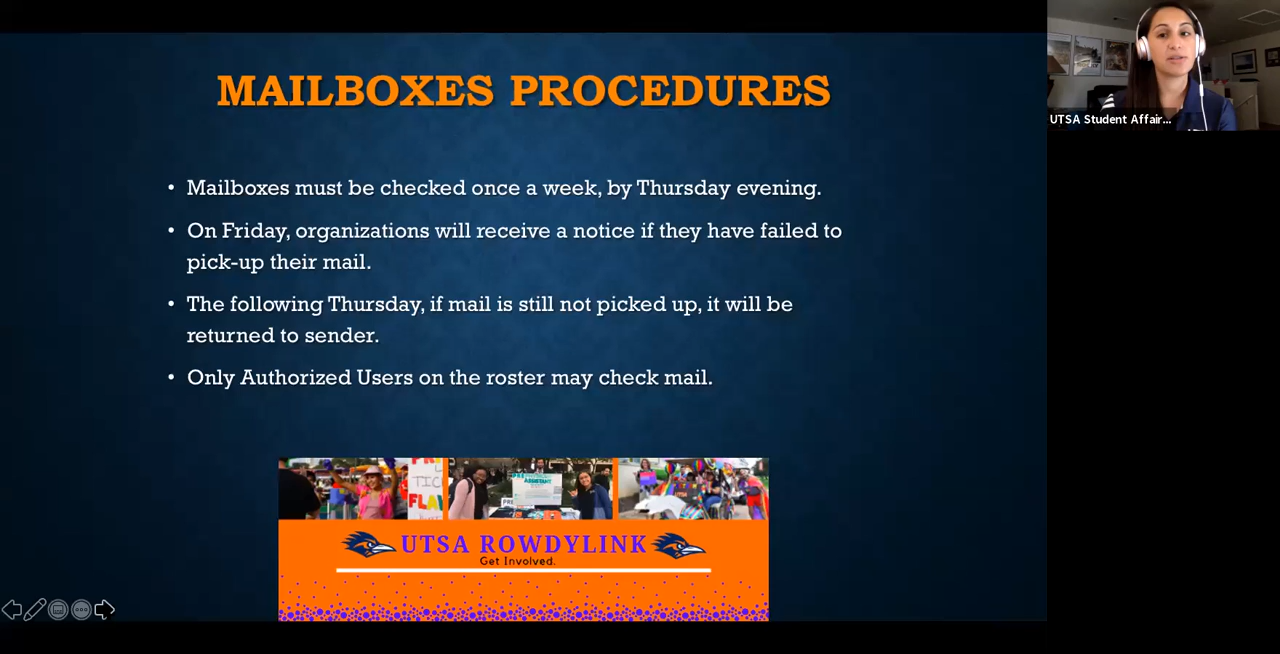 MAILBOXES PROCEDURES
• Mailboxes must be checked once a week, by Thursday evening.
• On Friday, organizations will receive a notice if they have failed to
pick-up their mail.
• The following Thursday, if mail is still not picked up, it will be
returned to sender.
• Only Authorized Users on the roster may check mail.
UTSA ROWDYLINK
Get Involved.
UTSA Student Affair...